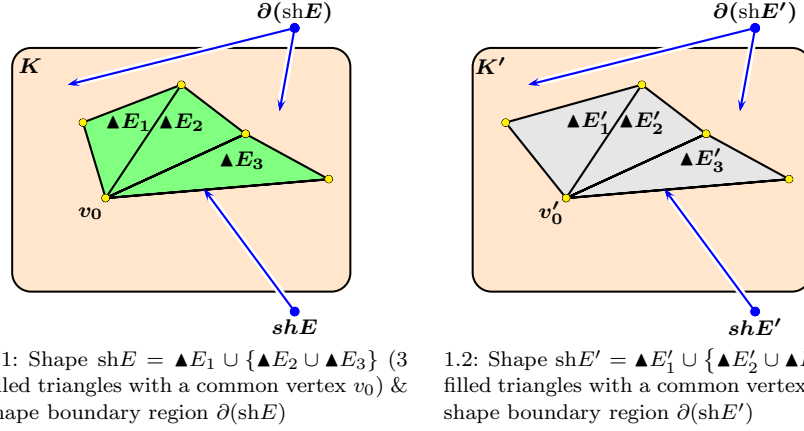 ∂(shE)
∂(shE′)
K
K′
▲E₁
▲E₂
▲E′₁
▲E′₂
▲E₃
▲E′₃
v₀
v′₀
shE
shE′
1: Shape shE = ▲E₁ ∪ {▲E₂ ∪ ▲E₃} (3
lled triangles with a common vertex v₀) &
hape boundary region ∂(shE)
1.2: Shape shE′ = ▲E′₁ ∪ {▲E′₂ ∪ ▲E
filled triangles with a common vertex
shape boundary region ∂(shE′)